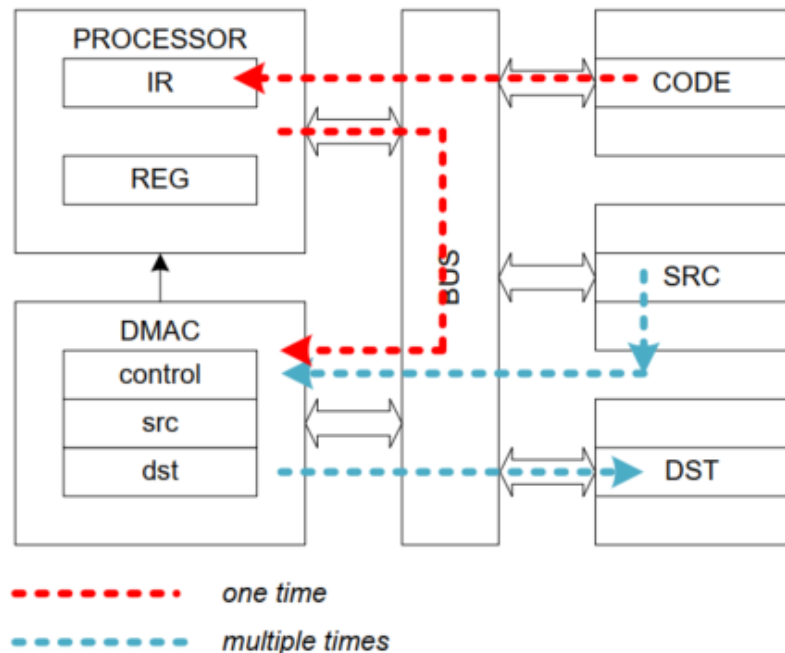 PROCESSOR
IR
REG
BUS
CODE
SRC
DMAC
control
src
dst
DST
one time
multiple times